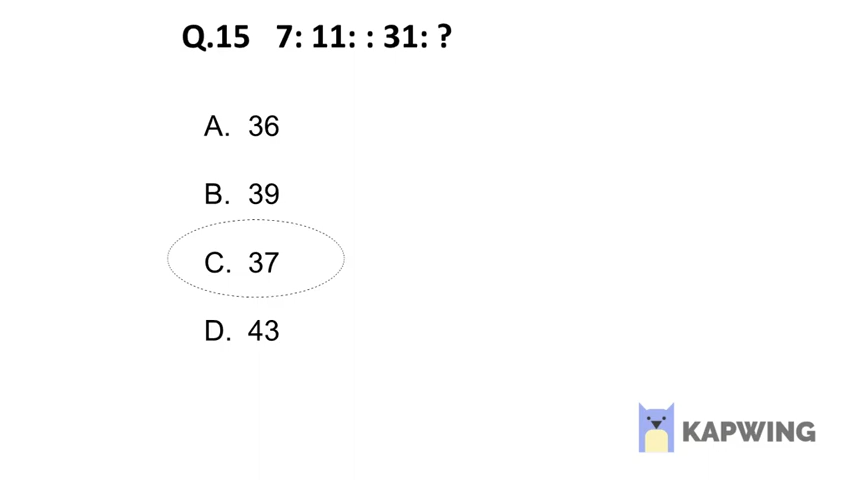 Q.15 7: 11: : 31: ?
A. 36
B. 39
C. 37
D. 43
KAPWING